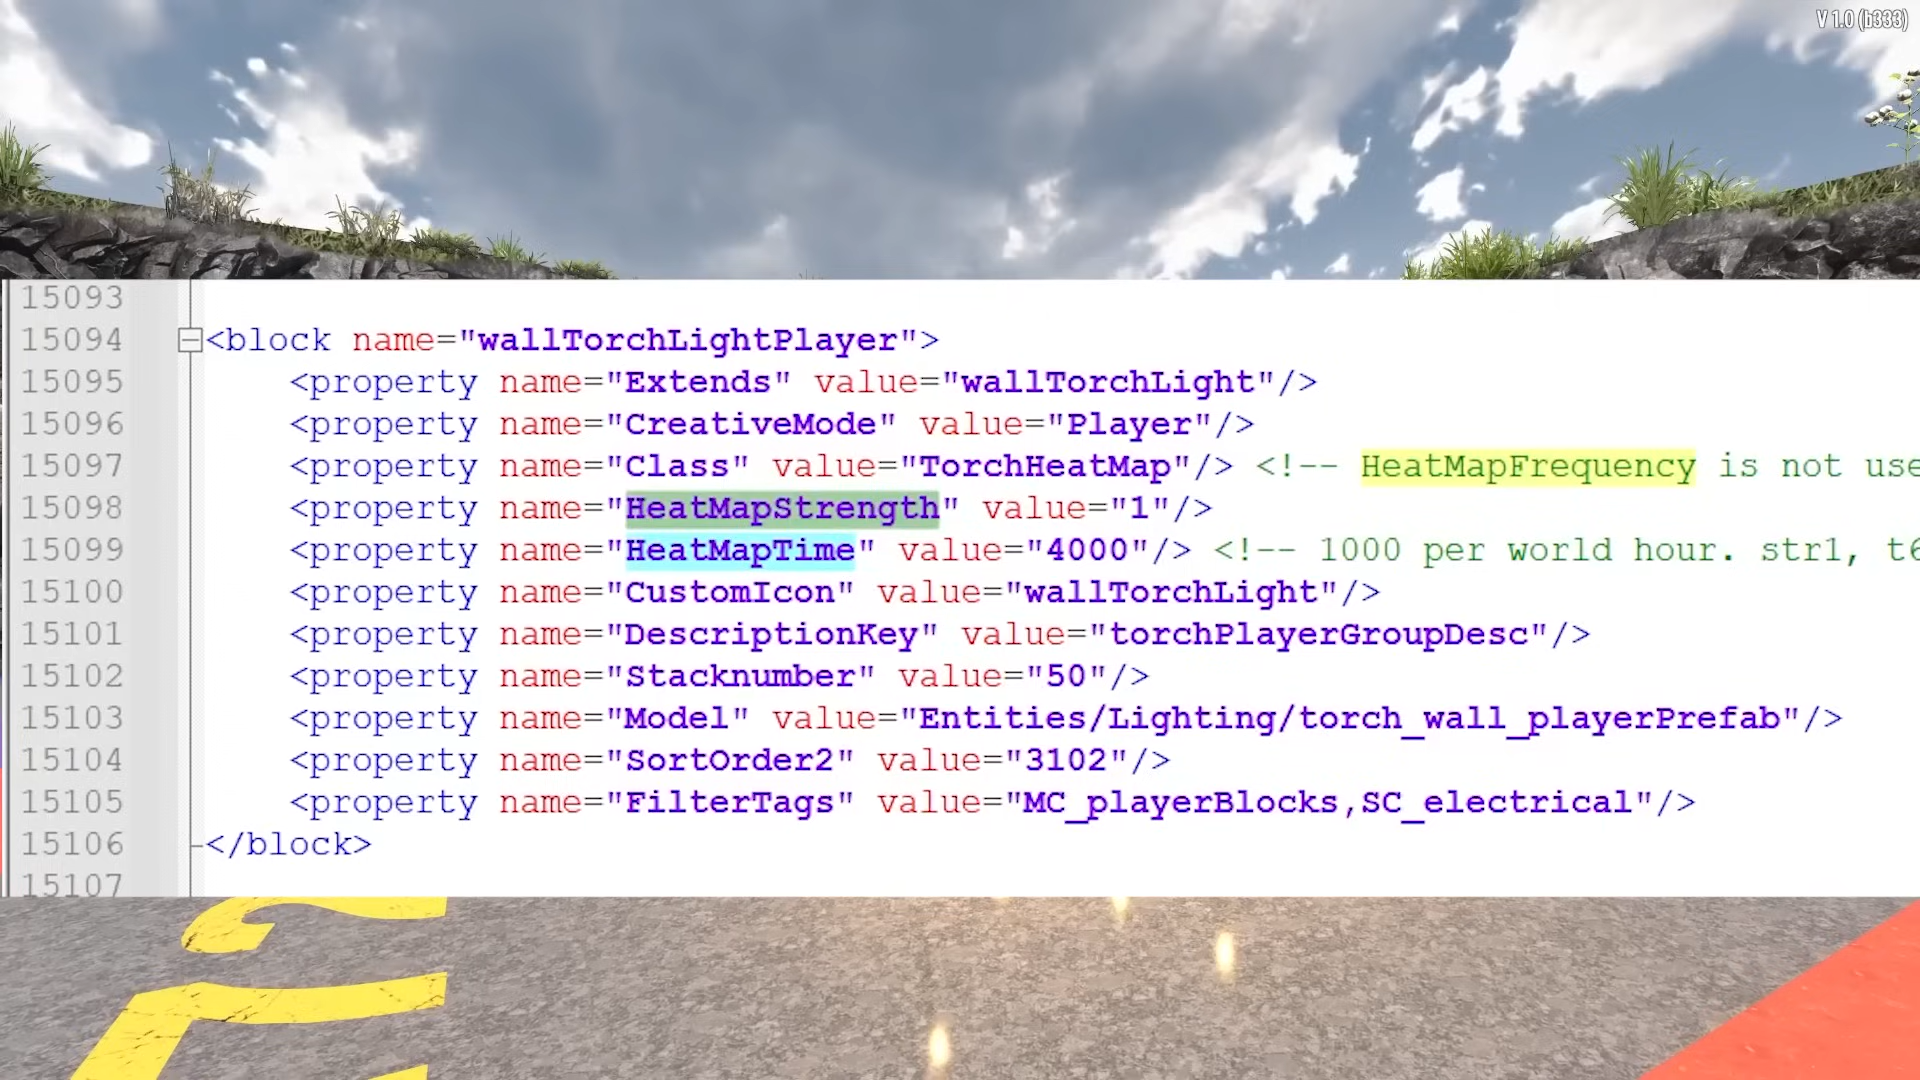 V 1.0 (b333)
15093
15094 <block name="wallTorchLightPlayer">
15095 <property name="Extends" value="wallTorchLight"/>
15096 <property name="CreativeMode" value="Player"/>
15097 <property name="Class" value="TorchHeatMap"/> <!-- HeatMapFrequency is not use
15098 <property name="HeatMapStrength" value="1"/>
15099 <property name="HeatMapTime" value="4000"/> <!-- 1000 per world hour. str1, t6
15100 <property name="CustomIcon" value="wallTorchLight"/>
15101 <property name="DescriptionKey" value="torchPlayerGroupDesc"/>
15102 <property name="Stacknumber" value="50"/>
15103 <property name="Model" value="Entities/Lighting/torch_wall_playerPrefab"/>
15104 <property name="SortOrder2" value="3102"/>
15105 <property name="FilterTags" value="MC_playerBlocks,SC_electrical"/>
15106 </block>
15107